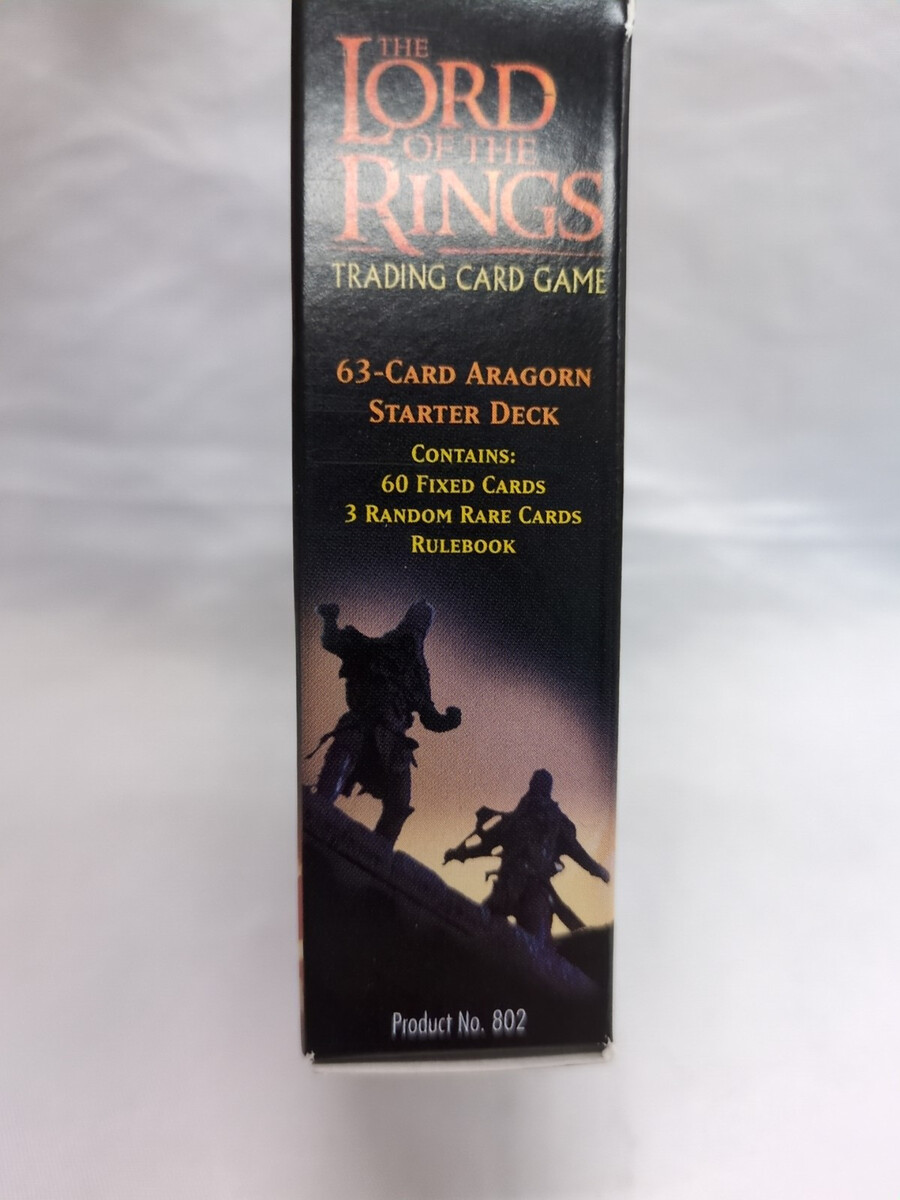 THE
LORD
OF THE
RINGS
TRADING CARD GAME
63-CARD ARAGORN
STARTER DECK
CONTAINS:
60 FIXED CARDS
3 RANDOM RARE CARDS
RULEBOOK
Product No. 802